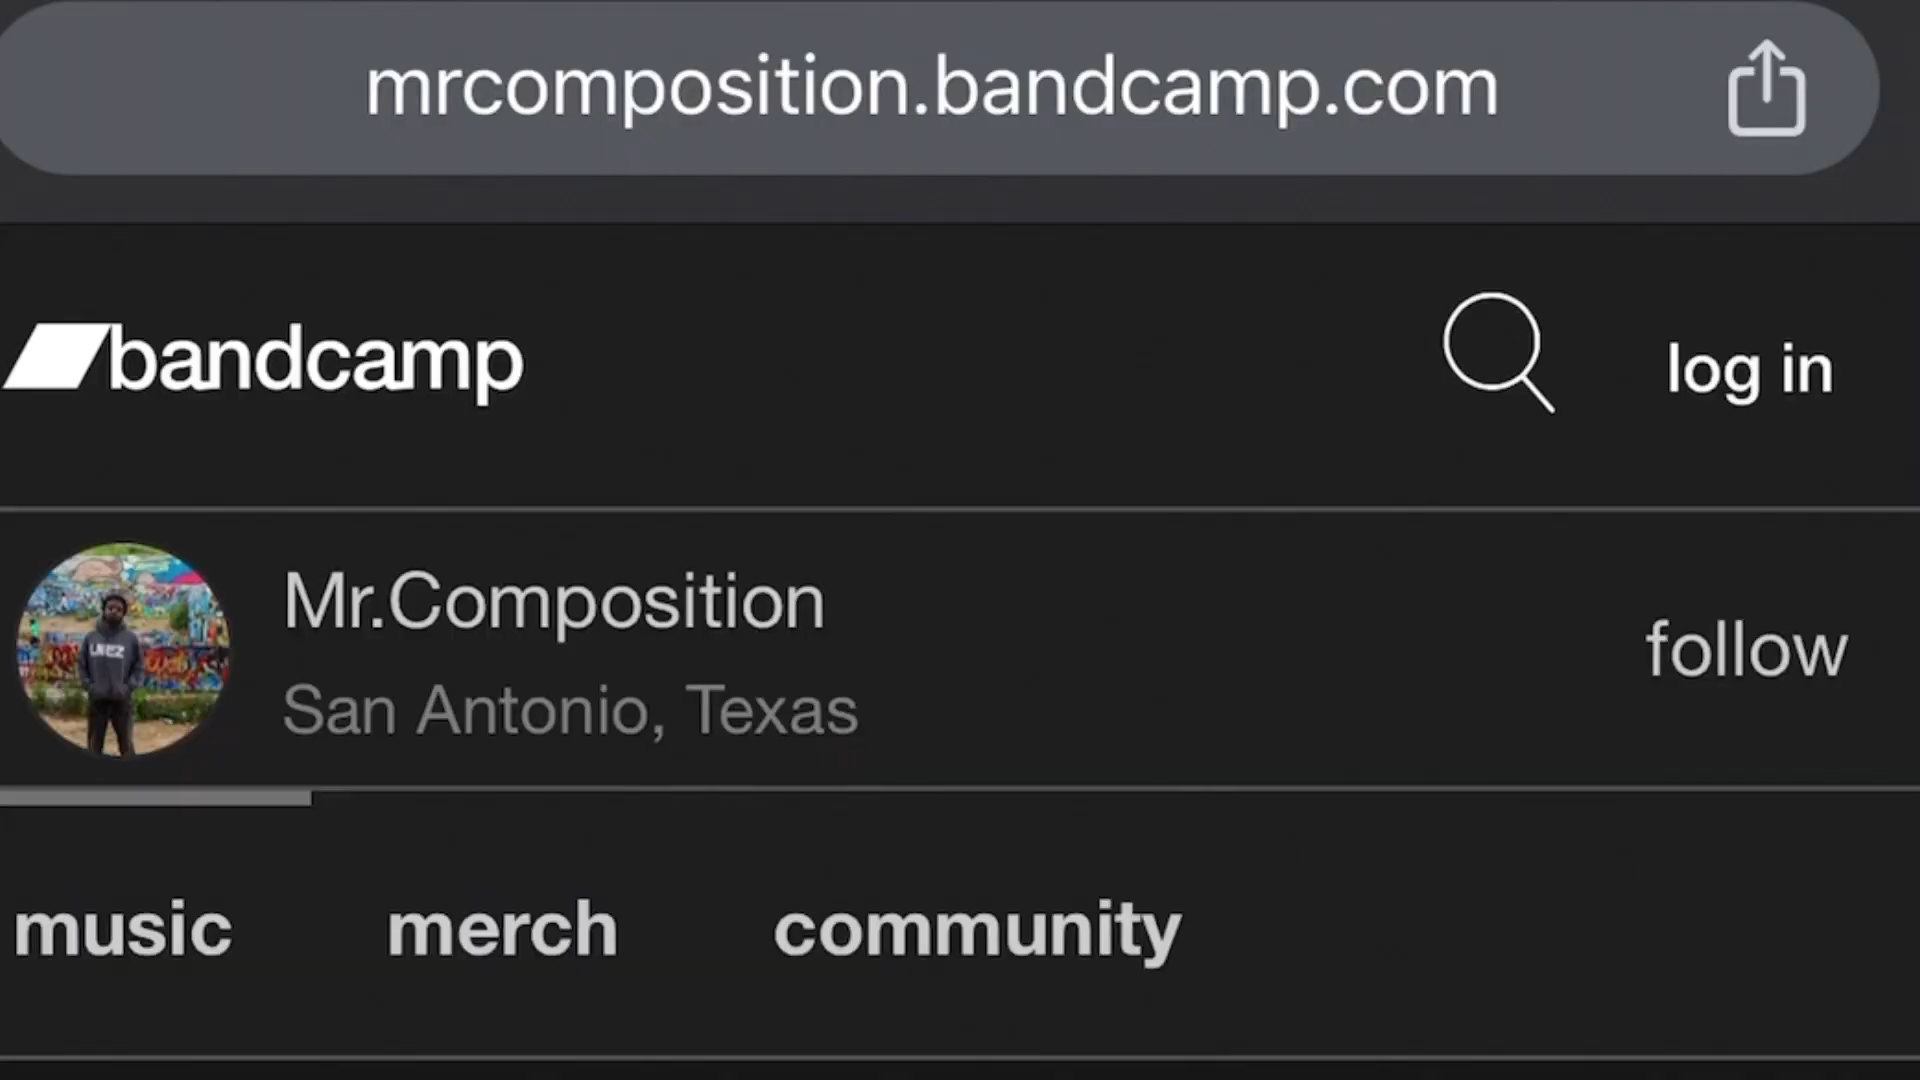 mrcomposition.bandcamp.com
bandcamp
log in
Mr.Composition
San Antonio, Texas
follow
music
merch
community